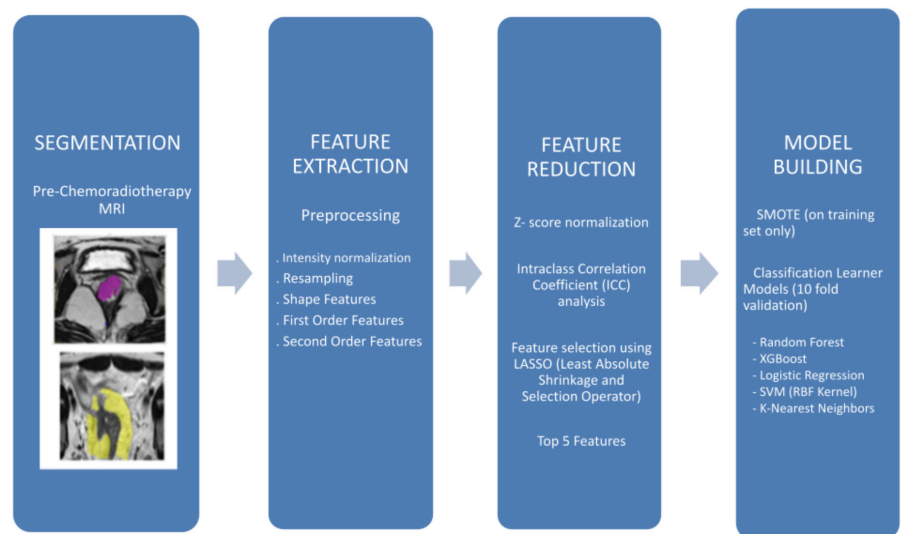 SEGMENTATION
Pre-Chemoradiotherapy
MRI
FEATURE
EXTRACTION
Preprocessing
. Intensity normalization
. Resampling
. Shape Features
. First Order Features
. Second Order Features
FEATURE
REDUCTION
Z- score normalization
Intraclass Correlation
Coefficient (ICC)
analysis
Feature selection using
LASSO (Least Absolute
Shrinkage and
Selection Operator)
Top 5 Features
MODEL
BUILDING
SMOTE (on training
set only)
Classification Learner
Models (10 fold
validation)
- Random Forest
- XGBoost
- Logistic Regression
- SVM (RBF Kernel)
- K-Nearest Neighbors